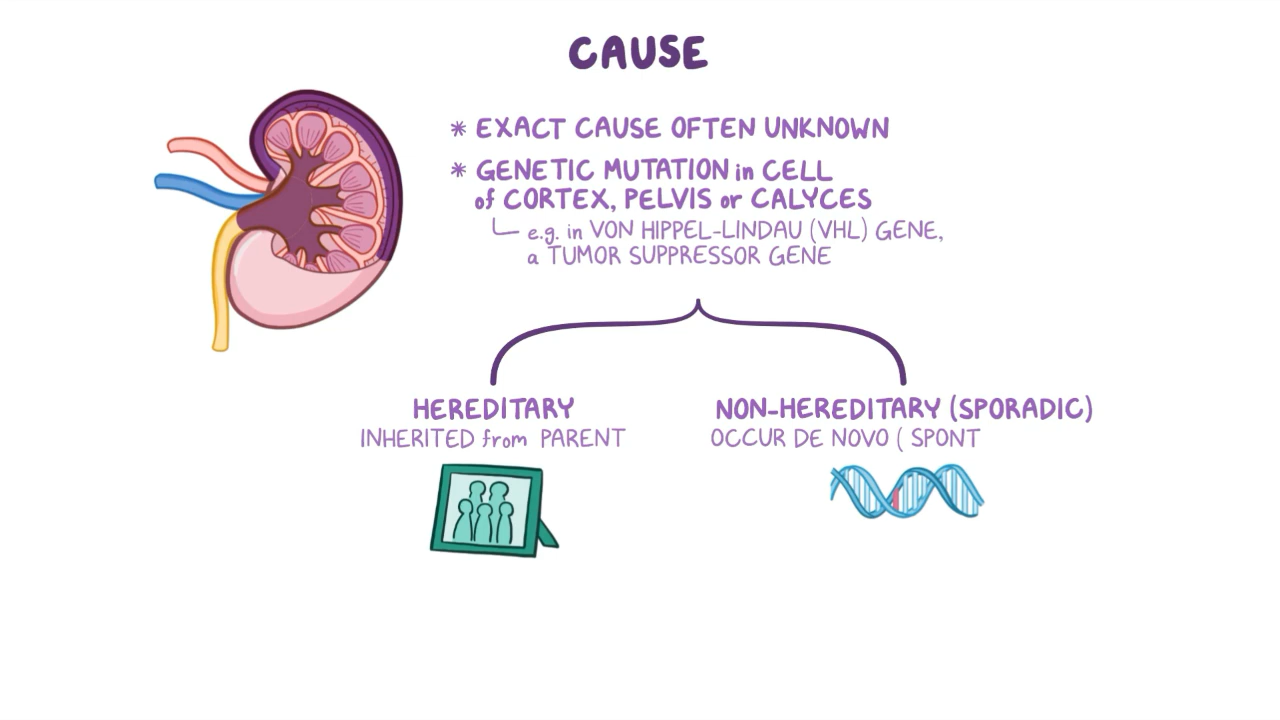 CAUSE
* EXACT CAUSE OFTEN UNKNOWN
* GENETIC MUTATION in CELL
of CORTEX, PELVIS or CALYCES
e.g. in VON HIPPEL-LINDAU (VHL) GENE,
a TUMOR SUPPRESSOR GENE
HEREDITARY
INHERITED from PARENT
NON-HEREDITARY (SPORADIC)
OCCUR DE NOVO ( SPONT